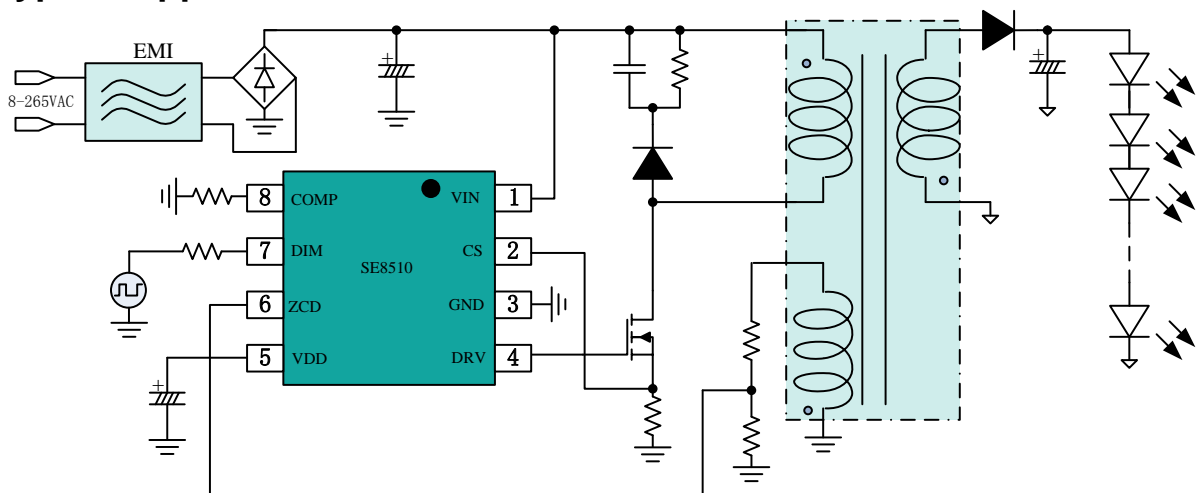 EMI
8-265VAC
8 COMP VIN 1
7 DIM CS 2
SE8510
6 ZCD GND 3
5 VDD DRV 4
+
+
+